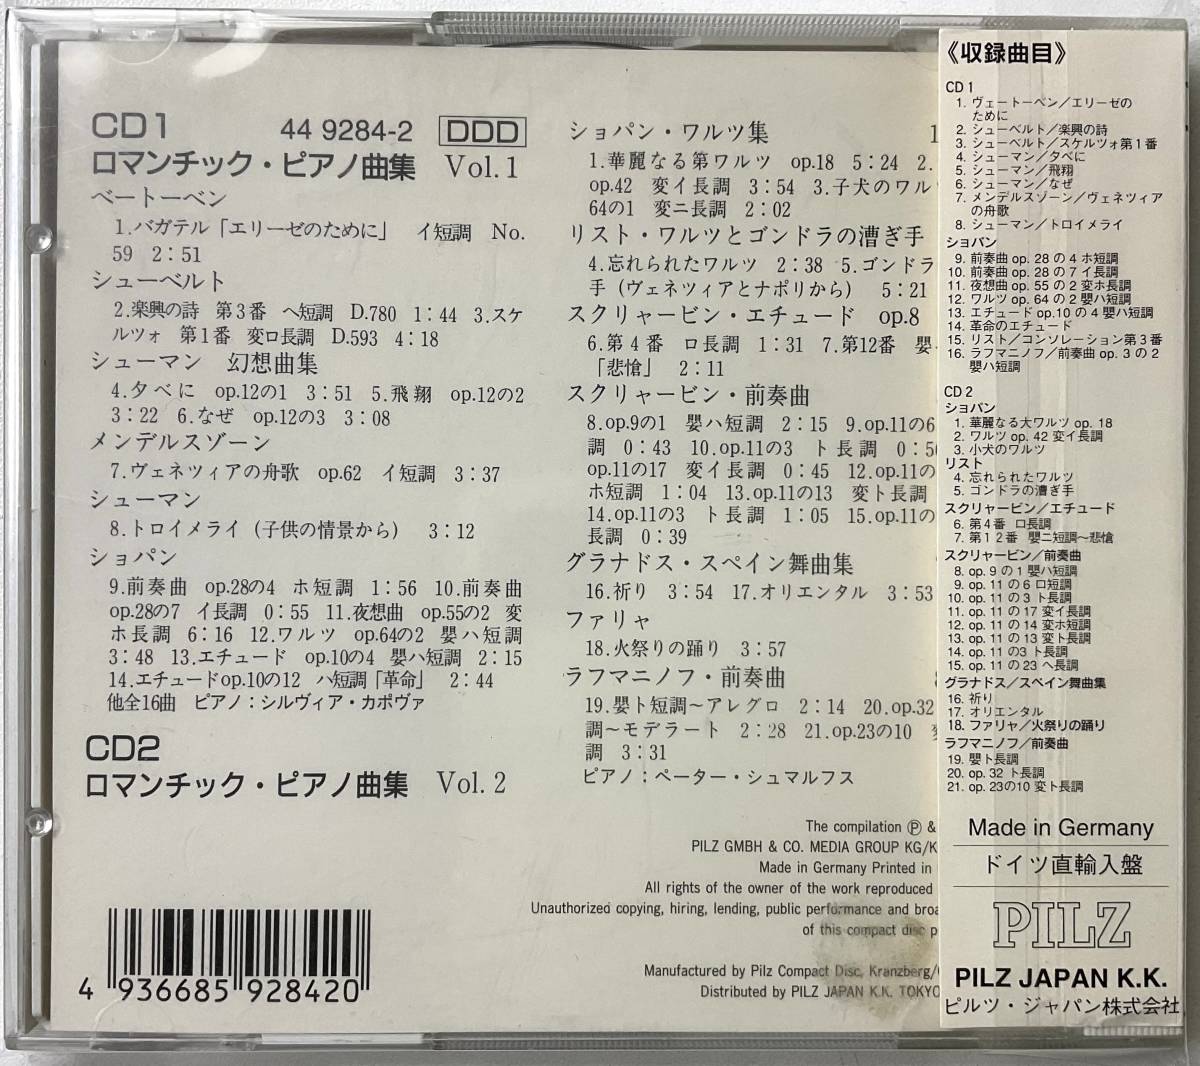 CD1 44 9284-2 DDD
ロマンチック・ピアノ曲集 Vol.1
ベートーベン
1.バガテル「エリーゼのために」 イ短調 No.
59 2：51
シューベルト
2.楽興の詩 第3番 ヘ短調 D.780 1：44 3.スケ
ルツォ 第1番 変ロ長調 D.593 4：18
シューマン 幻想曲集
4.夕べに op.12の1 3：51 5.飛翔 op.12の2
3：22 6.なぜ op.12の3 3：08
メンデルスゾーン
7.ヴェネツィアの舟歌 op.62 イ短調 3：37
シューマン
8.トロイメライ(子供の情景から) 3：12
ショパン
9.前奏曲 op.28の4 ホ短調 1：56 10.前奏曲
op.28の7 イ長調 0：55 11.夜想曲 op.55の2 変
ホ長調 6：16 12.ワルツ op.64の2 嬰ハ短調
3：48 13.エチュード op.10の4 嬰ハ短調 2：15
14.エチュードop.10の12 ハ短調「革命」 2：44
他全16曲 ピアノ：シルヴィア・カポヴァ
CD2
ロマンチック・ピアノ曲集 Vol. 2
4 936685 928420
ショパン・ワルツ集 1
1.華麗なる第ワルツ op.18 5：24 2.
op.42 変イ長調 3：54 3.子犬のワル
64の1 変ニ長調 2：02
リスト・ワルツとゴンドラの漕ぎ手
4.忘れられたワルツ 2：38 5.ゴンドラ
手(ヴェネツィアとナポリから) 5：21
スクリャービン・エチュード op.8
6.第4番 ロ長調 1：31 7.第12番 嬰
「悲愴」 2：11
スクリャービン・前奏曲
8.op.9の1 嬰ハ短調 2：15 9.op.11の6
調 0：43 10.op.11の3 ト長調 0：50
op.11の17 変イ長調 0：45 12.op.11の
ホ短調 1：04 13.op.11の13 変ト長調
14.op.11の3 ト長調 1：05 15.op.11の
長調 0：39
グラナドス・スペイン舞曲集
16.祈り 3：54 17.オリエンタル 3：53
ファリャ
18.火祭りの踊り 3：57
ラフマニノフ・前奏曲
19.嬰ト短調〜アレグロ 2：14 20.op.32
調〜モデラート 2：28 21.op.23の10 変
調 3：31
ピアノ：ペーター・シュマルフス
The compilation Ⓟ &
PILZ GMBH & CO. MEDIA GROUP KG/K
Made in Germany Printed in
All rights of the owner of the work reproduced
Unauthorized copying, hiring, lending, public performance and broa
of this compact disc p
Manufactured by Pilz Compact Disc, Kranzberg/
Distributed by PILZ JAPAN K.K. TOKYO
《収録曲目》
CD 1
1. ヴェートーベン／エリーゼの
ために
2. シューベルト／楽興の詩
3. シューベルト／スケルツォ第1番
4. シューマン／夕べに
5. シューマン／飛翔
6. シューマン／なぜ
7. メンデルスゾーン／ヴェネツィア
の舟歌
8. シューマン／トロイメライ
ショパン
9. 前奏曲 op. 28 の 4 ホ短調
10. 前奏曲 op. 28 の 7 イ長調
11. 夜想曲 op. 55 の 2 変ホ長調
12. ワルツ op. 64 の 2 嬰ハ短調
13. エチュード op. 10 の 4 嬰ハ短調
14. 革命のエチュード
15. リスト／コンソレーション第3番
16. ラフマニノフ／前奏曲 op. 3 の 2
嬰ハ短調
CD 2
ショパン
1. 華麗なる大ワルツ op. 18
2. ワルツ op. 42 変イ長調
3. 小犬のワルツ
リスト
4. 忘れられたワルツ
5. ゴンドラの漕ぎ手
スクリャービン／エチュード
6. 第4番 ロ長調
7. 第12番 嬰ニ短調〜悲愴
スクリャービン／前奏曲
8. op. 9 の 1 嬰ハ短調
9. op. 11 の 6 ロ短調
10. op. 11 の 3 ト長調
11. op. 11 の 17 変イ長調
12. op. 11 の 14 変ホ短調
13. op. 11 の 13 変ト長調
14. op. 11 の3 ト長調
15. op. 11 の 23 ヘ長調
グラナドス／スペイン舞曲集
16. 祈り
17. オリエンタル
18. ファリャ／火祭りの踊り
ラフマニノフ／前奏曲
19. 嬰ト長調
20. op. 32 ト長調
21. op. 23の10 変ト長調
Made in Germany
ドイツ直輸入盤
PILZ
PILZ JAPAN K.K.
ピルツ・ジャパン株式会社